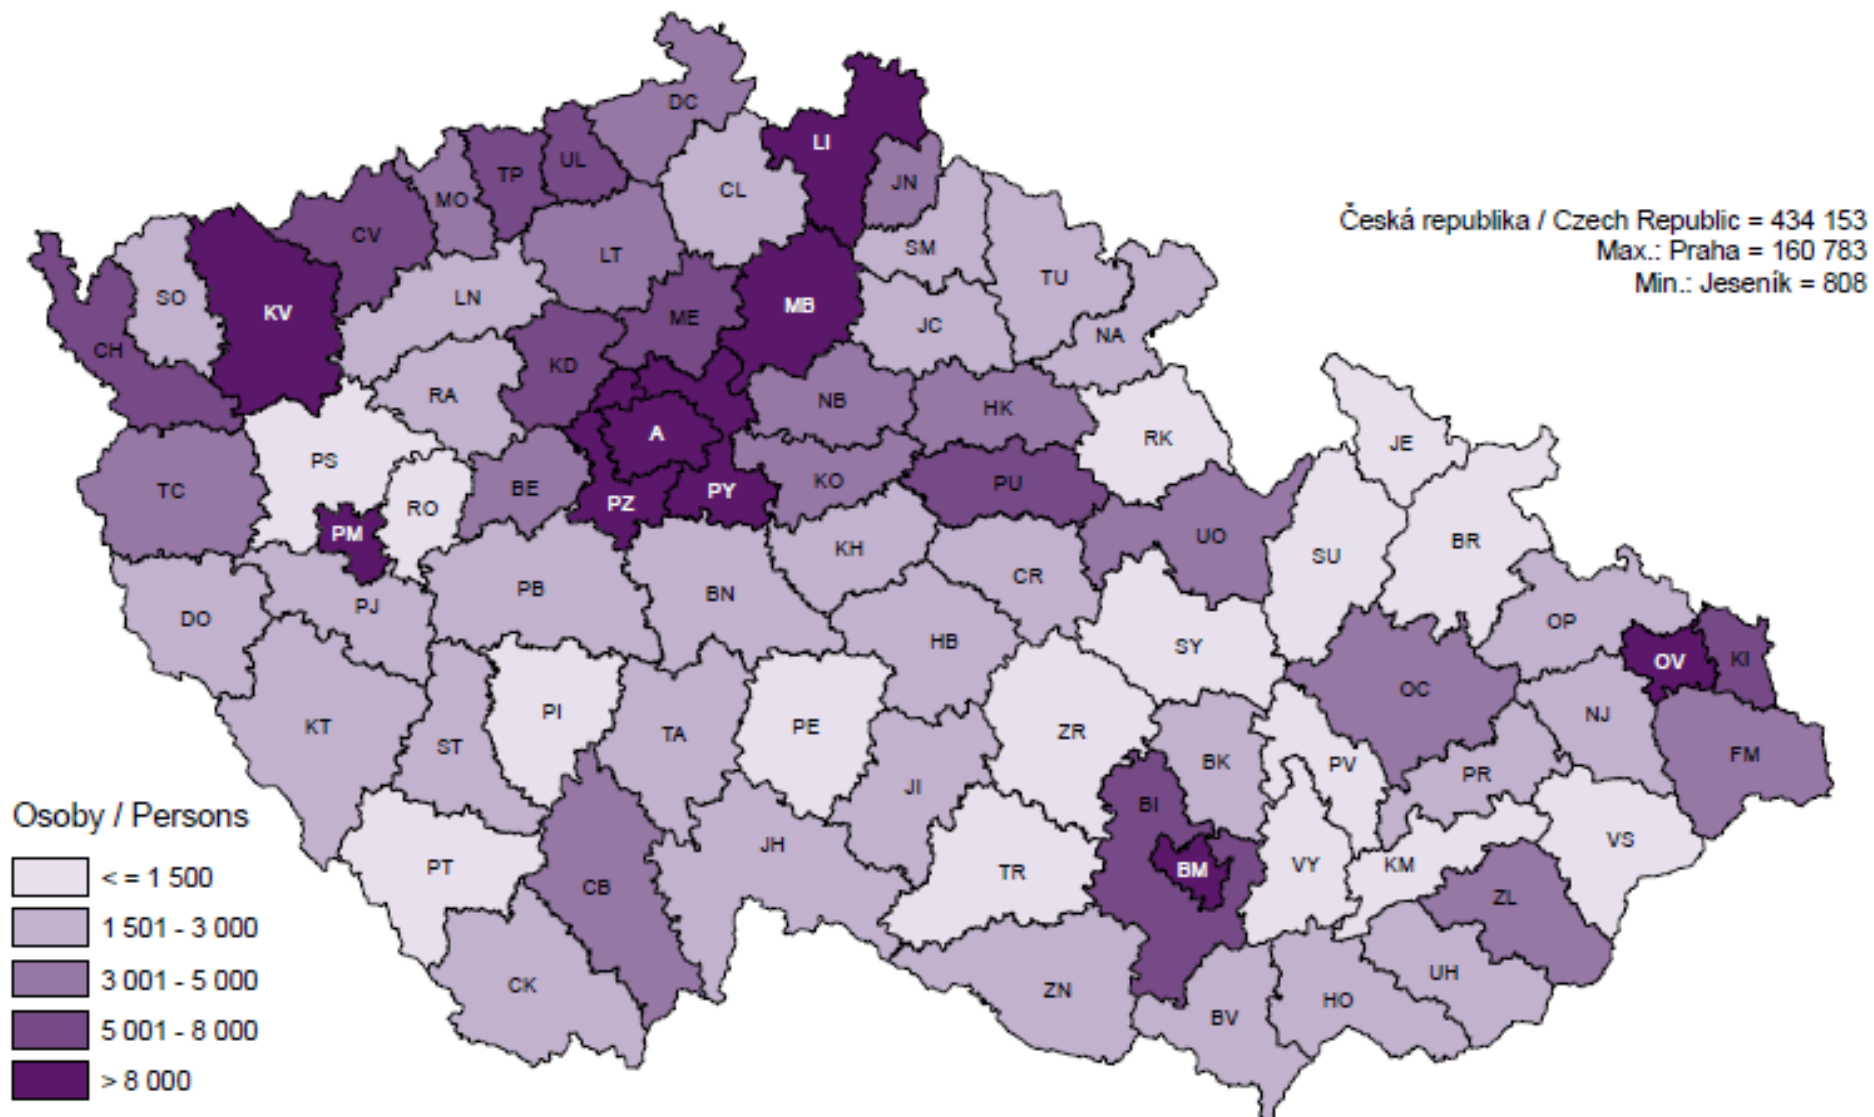 DC
LI
UL
TP
JN
CL
MO
Česká republika / Czech Republic = 434 153
Max.: Praha = 160 783
Min.: Jeseník = 808
CV
SM
LT
TU
SO
LN
MB
KV
ME
JC
NA
CH
KD
RA
NB
HK
A
RK
JE
PS
TC
BE
KO
PU
PY
PZ
RO
PM
UO
BR
KH
SU
CR
PB
BN
PJ
DO
OP
HB
SY
OV
KI
OC
PI
KT
ST
TA
PE
ZR
NJ
FM
BK
PV
PR
JI
BI
Osoby / Persons
JH
VS
PT
TR
BM
VY
KM
< = 1 500
CB
ZL
1 501 - 3 000
3 001 - 5 000
CK
ZN
HO
UH
BV
5 001 - 8 000
> 8 000